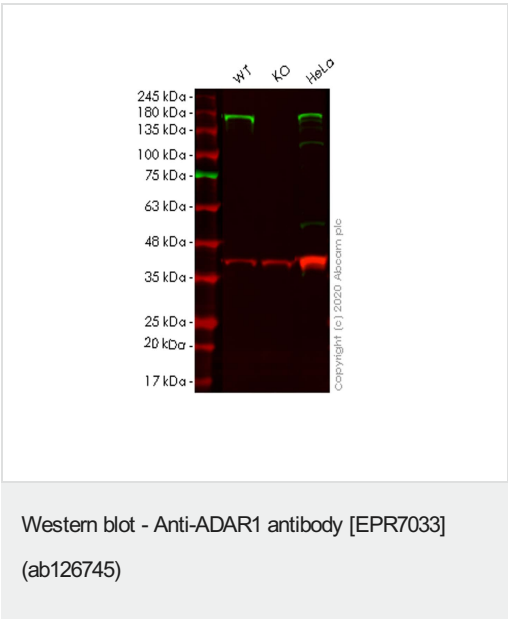 WT KO HeLa
245 kDa -
180 kDa -
135 kDa -
100 kDa -
75 kDa -
63 kDa -
48 kDa -
35 kDa -
25 kDa -
20 kDa -
17 kDa -
Copyright (c) 2020 Abcam plc
Western blot - Anti-ADAR1 antibody [EPR7033]
(ab126745)